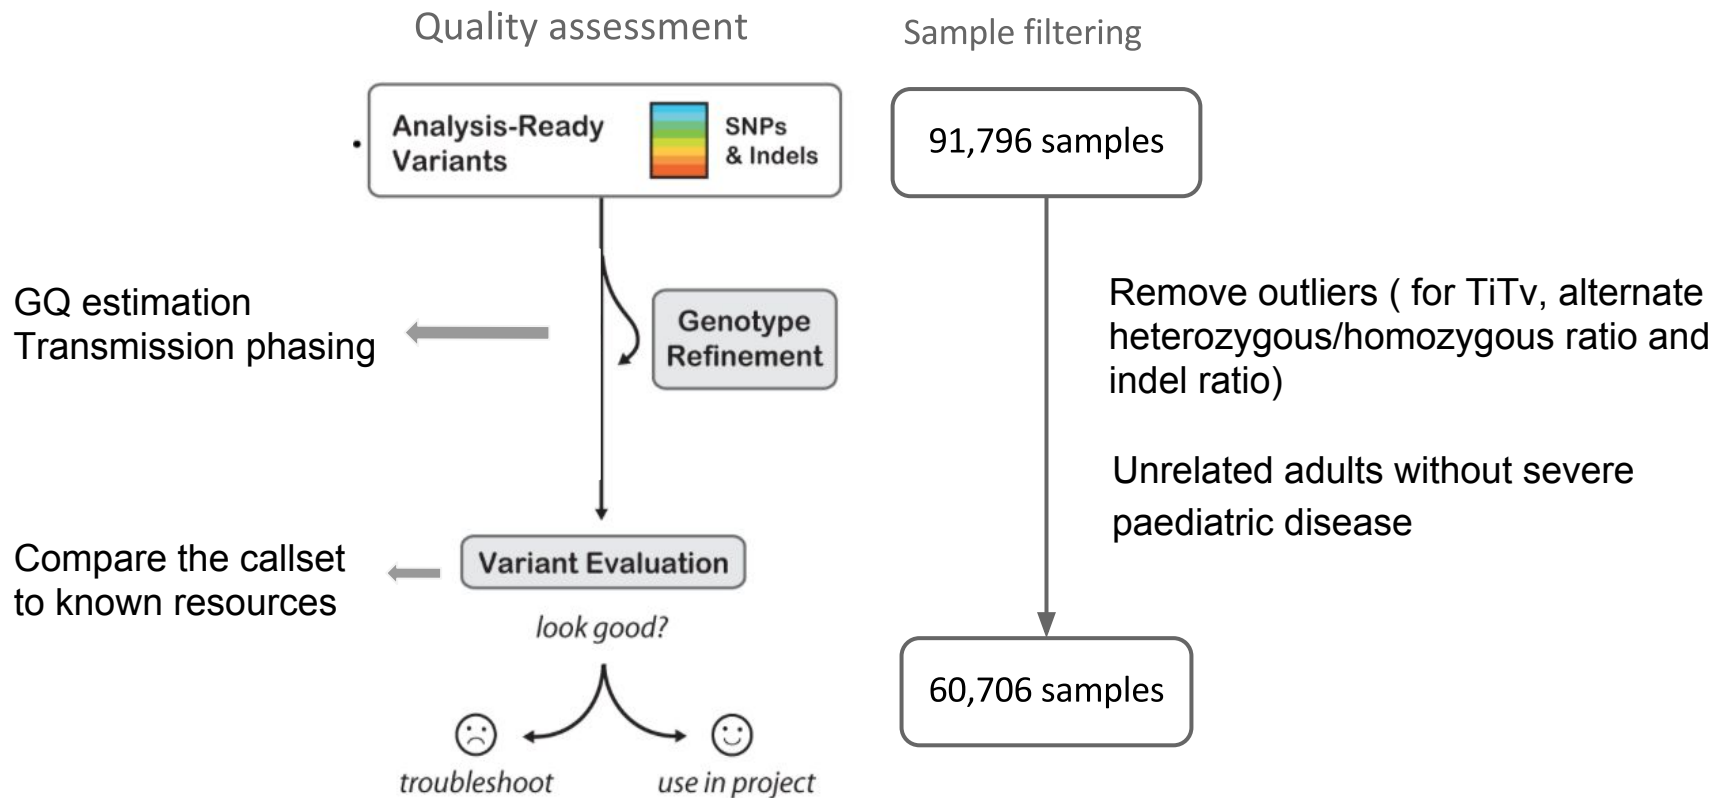 Quality assessment
Sample filtering
Analysis-Ready
Variants
SNPs
& Indels
91,796 samples
GQ estimation
Transmission phasing
Genotype
Refinement
Remove outliers ( for TiTv, alternate
heterozygous/homozygous ratio and
indel ratio)
Unrelated adults without severe
paediatric disease
Compare the callset
to known resources
Variant Evaluation
look good?
60,706 samples
troubleshoot
use in project